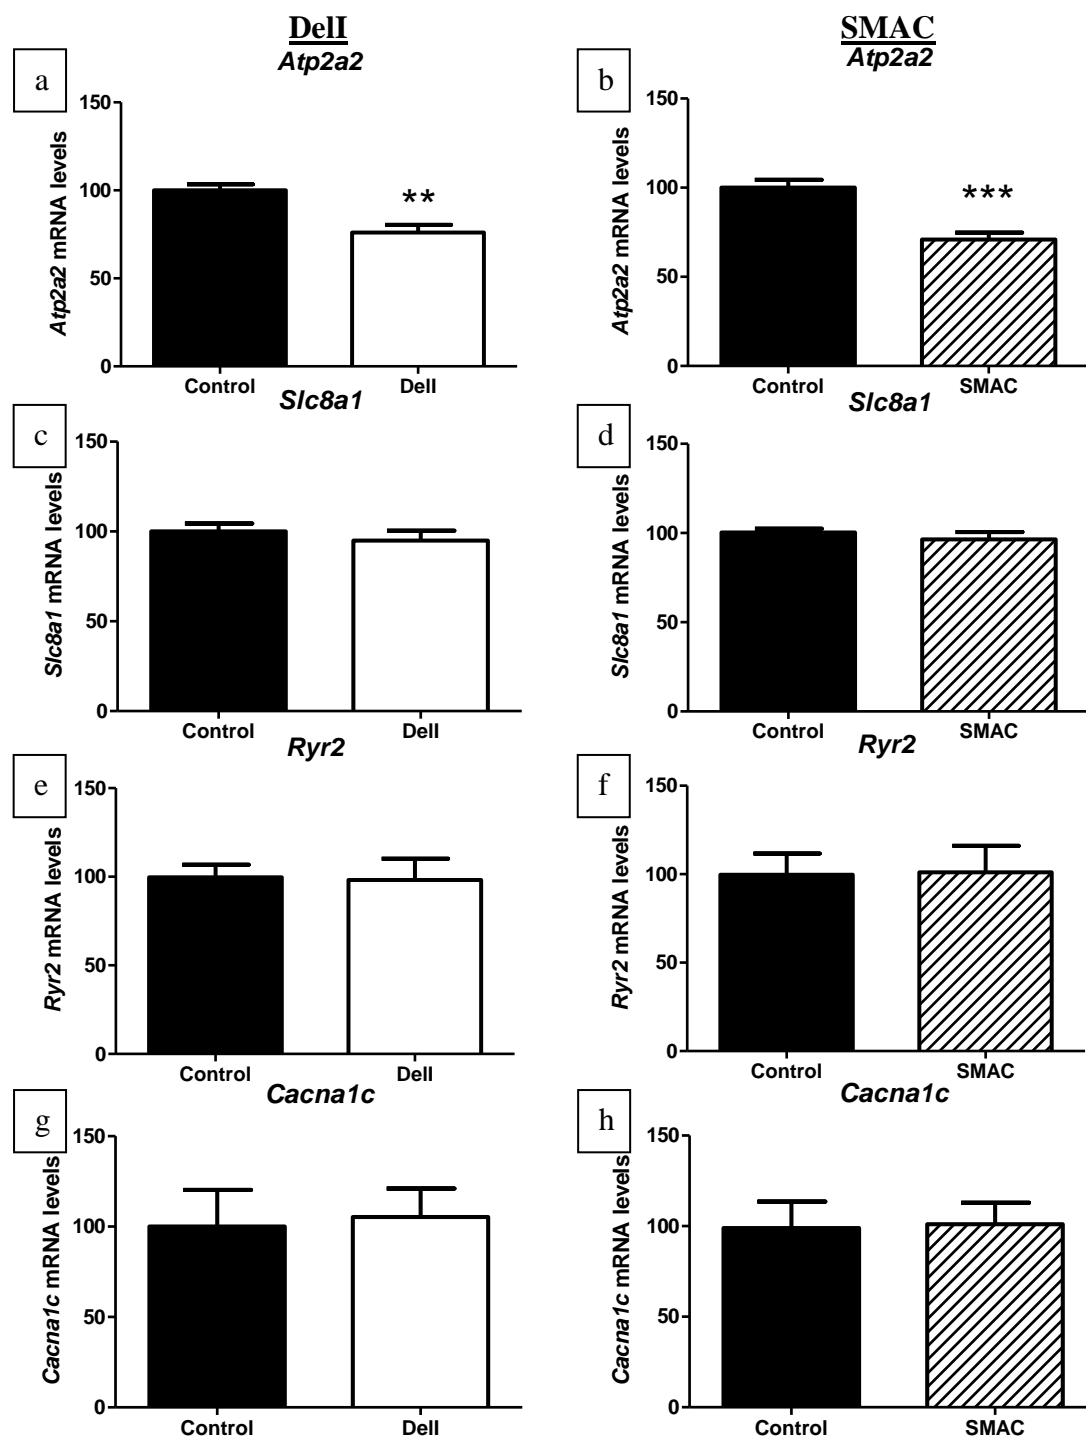 DelI
SMAC
Atp2a2
Atp2a2
a
b
150
100
50
0
Atp2a2 mRNA levels
**
Control
DelI
150
100
50
0
Atp2a2 mRNA levels
***
Control
SMAC
Slc8a1
Slc8a1
c
d
150
100
50
0
Slc8a1 mRNA levels
Control
DelI
150
100
50
0
Slc8a1 mRNA levels
Control
SMAC
Ryr2
Ryr2
e
f
150
100
50
0
Ryr2 mRNA levels
Control
DelI
150
100
50
0
Ryr2 mRNA levels
Control
SMAC
Cacna1c
Cacna1c
g
h
150
100
50
0
Cacna1c mRNA levels
Control
DelI
150
100
50
0
Cacna1c mRNA levels
Control
SMAC